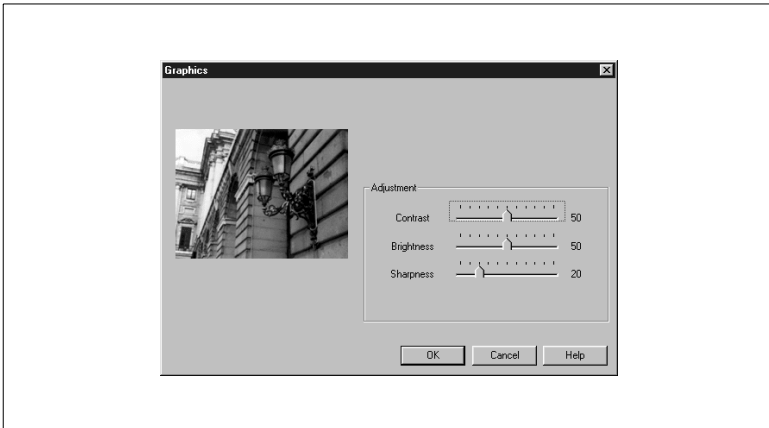 Graphics
Adjustment
Contrast 50
Brightness 50
Sharpness 20
OK Cancel Help